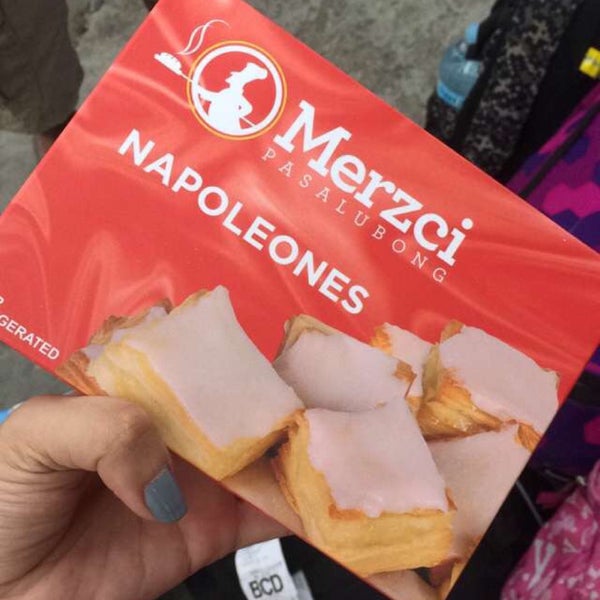 Merzci
PASALUBONG
NAPOLEONES
BCD